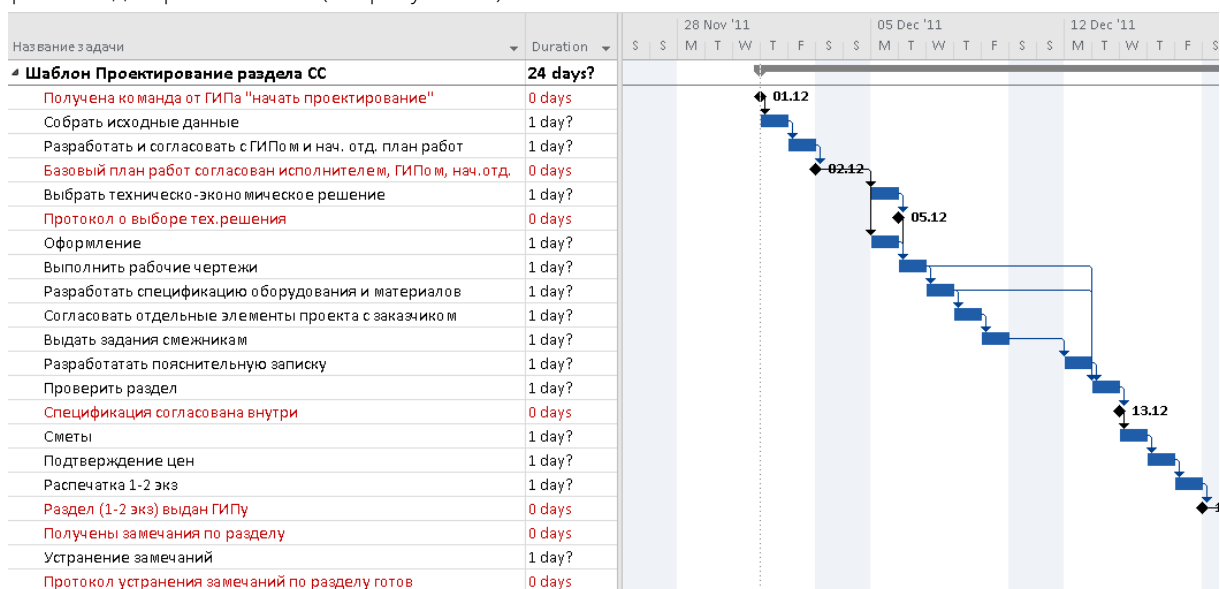 28 Nov '11 05 Dec '11 12 Dec '11
Название задачи Duration S S M T W T F S S M T W T F S S M T W T F S
Шаблон Проектирование раздела СС 24 days?
Получена команда от ГИПа "начать проектирование" 0 days 01.12
Собрать исходные данные 1 day?
Разработать и согласовать с ГИПом и нач. отд. план работ 1 day?
Базовый план работ согласован исполнителем, ГИПом, нач.отд. 0 days 02.12
Выбрать техническо-экономическое решение 1 day?
Протокол о выборе тех.решения 0 days 05.12
Оформление 1 day?
Выполнить рабочие чертежи 1 day?
Разработать спецификацию оборудования и материалов 1 day?
Согласовать отдельные элементы проекта с заказчиком 1 day?
Выдать задания смежникам 1 day?
Разработатать пояснительную записку 1 day?
Проверить раздел 1 day?
Спецификация согласована внутри 0 days 13.12
Сметы 1 day?
Подтверждение цен 1 day?
Распечатка 1-2 экз 1 day?
Раздел (1-2 экз) выдан ГИПу 0 days
Получены замечания по разделу 0 days
Устранение замечаний 1 day?
Протокол устранения замечаний по разделу готов 0 days